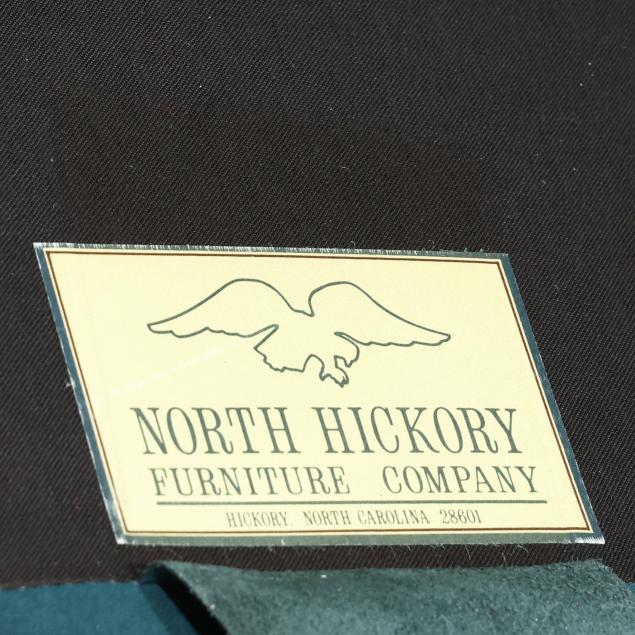 NORTH HICKORY
FURNITURE COMPANY
HICKORY, NORTH CAROLINA 28601